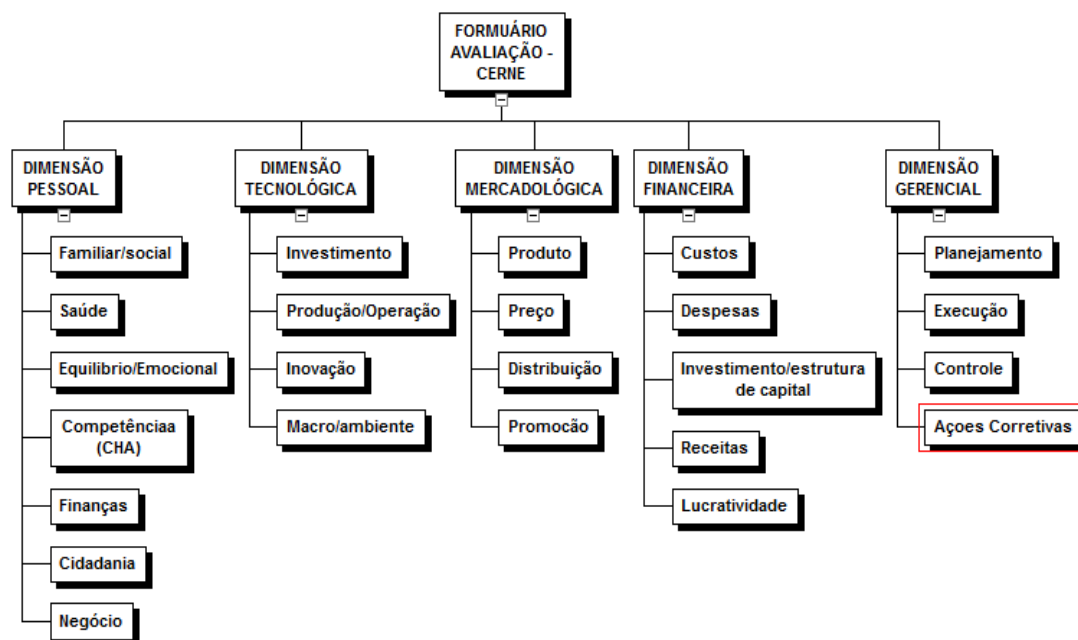 FORMUÁRIO
AVALIAÇÃO -
CERNE
DIMENSÃO
PESSOAL
Familiar/social
Saúde
Equilibrio/Emocional
Competênciaa
(CHA)
Finanças
Cidadania
Negócio
DIMENSÃO
TECNOLÓGICA
Investimento
Produção/Operação
Inovação
Macro/ambiente
DIMENSÃO
MERCADOLÓGICA
Produto
Preço
Distribuição
Promocão
DIMENSÃO
FINANCEIRA
Custos
Despesas
Investimento/estrutura
de capital
Receitas
Lucratividade
DIMENSÃO
GERENCIAL
Planejamento
Execução
Controle
Açoes Corretivas